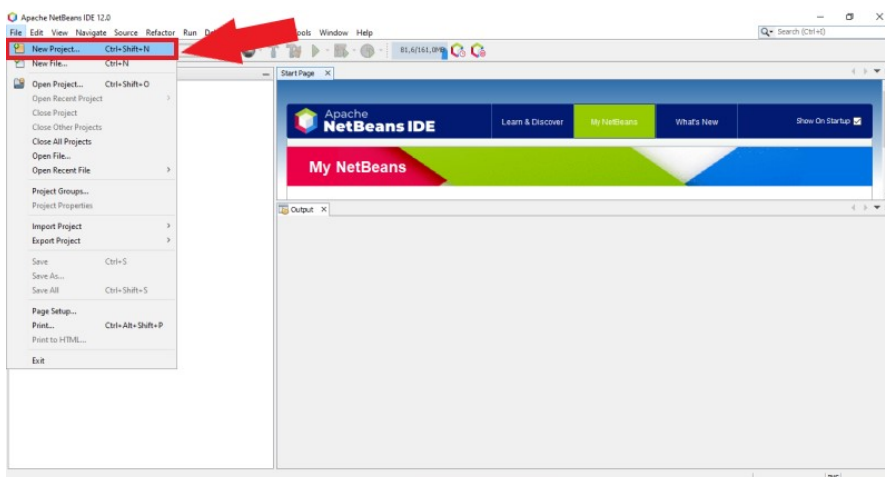 Apache NetBeans IDE 12.0
File Edit View Navigate Source Refactor Run Window Help
Search (Ctrl+I)
New Project... Ctrl+Shift+N
81,6/161,0MB
New File... Ctrl+N
Start Page
Open Project... Ctrl+Shift+O
Open Recent Project
Close Project
Close Other Projects
Close All Projects
Open File...
Open Recent File
Project Groups...
Project Properties
Import Project
Export Project
Save Ctrl+S
Save As...
Save All Ctrl+Shift+S
Page Setup...
Print... Ctrl+Alt+Shift+P
Print to HTML...
Exit
Apache
NetBeans IDE
Learn & Discover
My NetBeans
What's New
Show On Startup
My NetBeans
Output